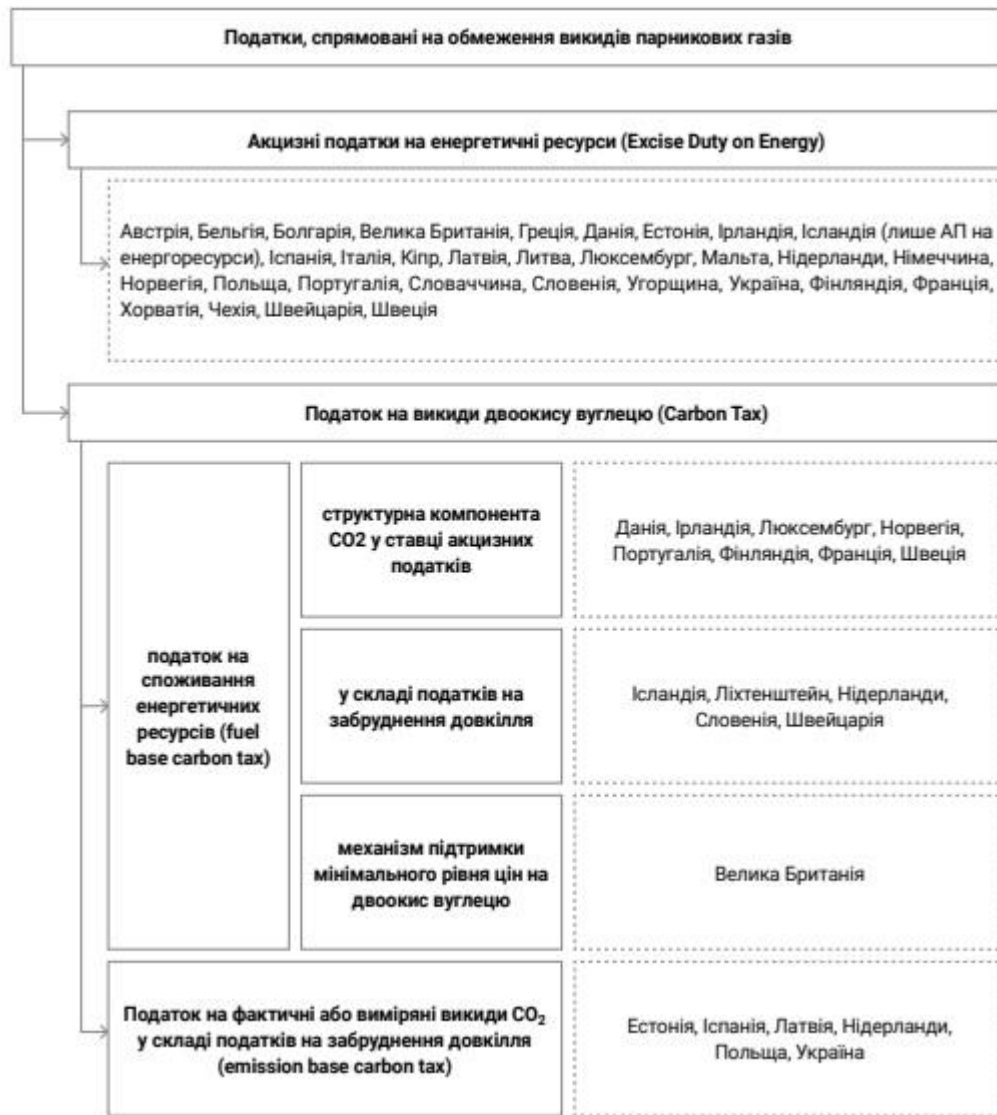 Податки, спрямовані на обмеження викидів парникових газів
Акцизні податки на енергетичні ресурси (Excise Duty on Energy)
Австрія, Бельгія, Болгарія, Велика Британія, Греція, Данія, Естонія, Ірландія, Ісландія (лише АП на
енергоресурси), Іспанія, Італія, Кіпр, Латвія, Литва, Люксембург, Мальта, Нідерланди, Німеччина,
Норвегія, Польща, Португалія, Словаччина, Словенія, Угорщина, Україна, Фінляндія, Франція,
Хорватія, Чехія, Швейцарія, Швеція
Податок на викиди двоокису вуглецю (Carbon Tax)
податок на
споживання
енергетичних
ресурсів (fuel
base carbon tax)
структурна компонента
СО2 у ставці акцизних
податків
Данія, Ірландія, Люксембург, Норвегія,
Португалія, Фінляндія, Франція, Швеція
у складі податків на
забруднення довкілля
Ісландія, Ліхтенштейн, Нідерланди,
Словенія, Швейцарія
механізм підтримки
мінімального рівня цін на
двоокис вуглецю
Велика Британія
Податок на фактичні або виміряні викиди CO₂
у складі податків на забруднення довкілля
(emission base carbon tax)
Естонія, Іспанія, Латвія, Нідерланди,
Польща, Україна